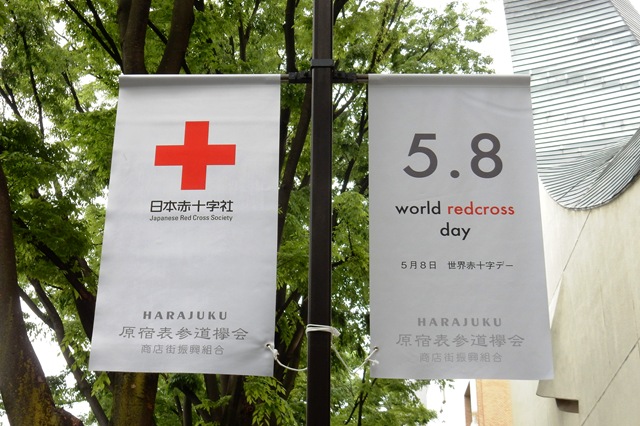 日本赤十字社
Japanese Red Cross Society
HARAJUKU
原宿表参道欅会
商店街振興組合
5.8
world redcross
day
5月8日 世界赤十字デー
HARAJUKU
原宿表参道欅会
商店街振興組合